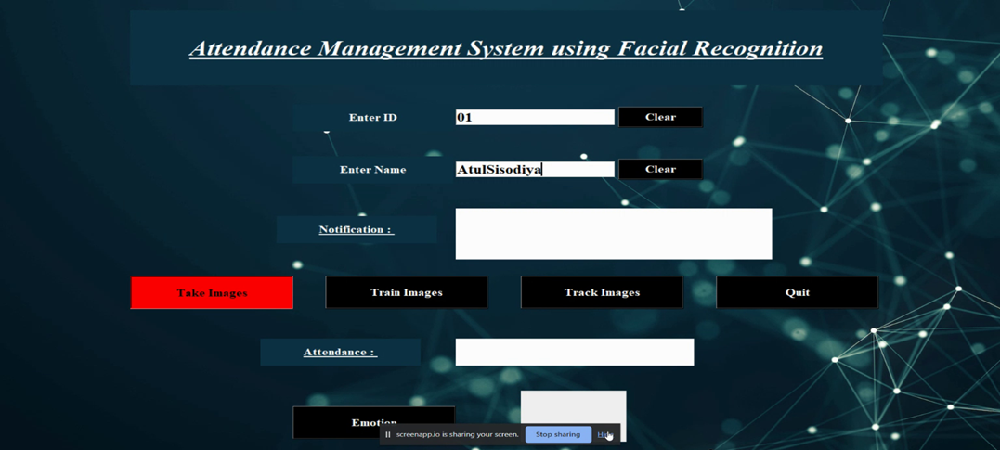 Attendance Management System using Facial Recognition
Enter ID 01 Clear
Enter Name AtulSisodiya Clear
Notification :
Take Images Train Images Track Images Quit
Attendance :
Emotion
screenapp.io is sharing your screen. Stop sharing Hide